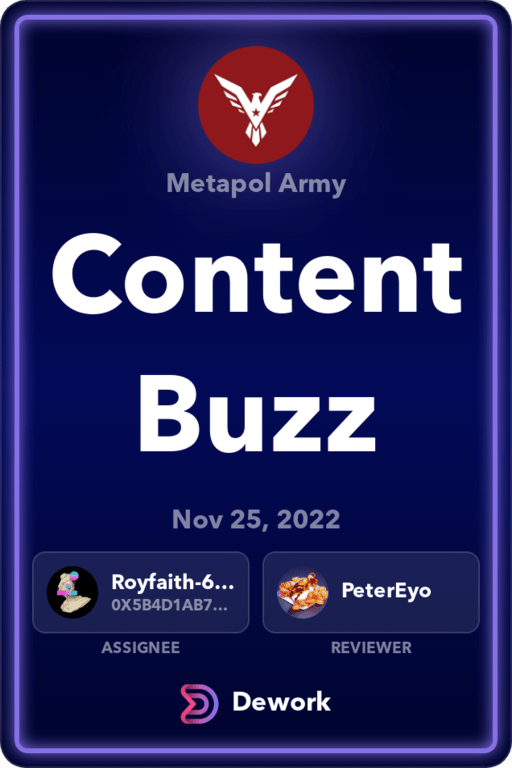 Metapol Army
Content
Buzz
Nov 25, 2022
Royfaith-6...
0X5B4D1AB7...
PeterEyo
ASSIGNEE
REVIEWER
Dework